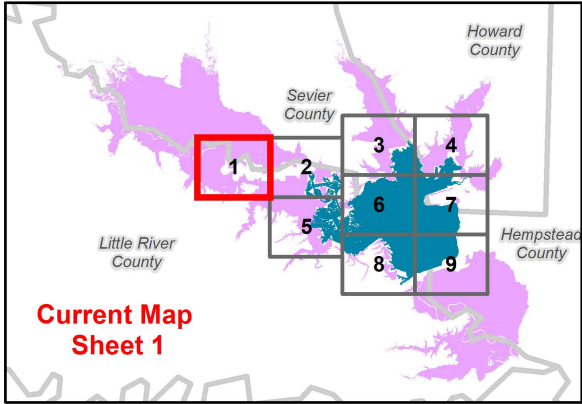 Howard
County
Sevier
County
3
4
1
2
6
7
5
Little River
County
Hempstead
County
8
9
Current Map
Sheet 1